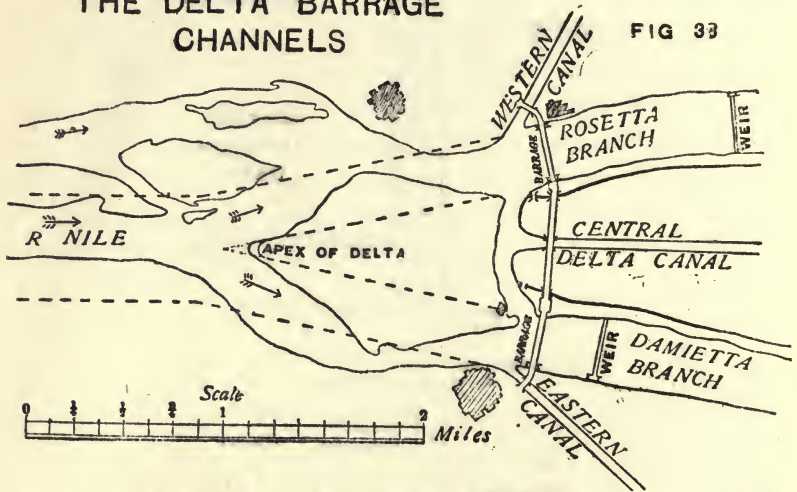 THE DELTA BARRAGE
CHANNELS
FIG 33
WESTERN
CANAL
BARRAGE
ROSETTA
BRANCH
WEIR
R NILE
APEX OF DELTA
CENTRAL
DELTA CANAL
BARRAGE
WEIR
DAMIETTA
BRANCH
EASTERN
CANAL
Scale
0 1 2
Miles